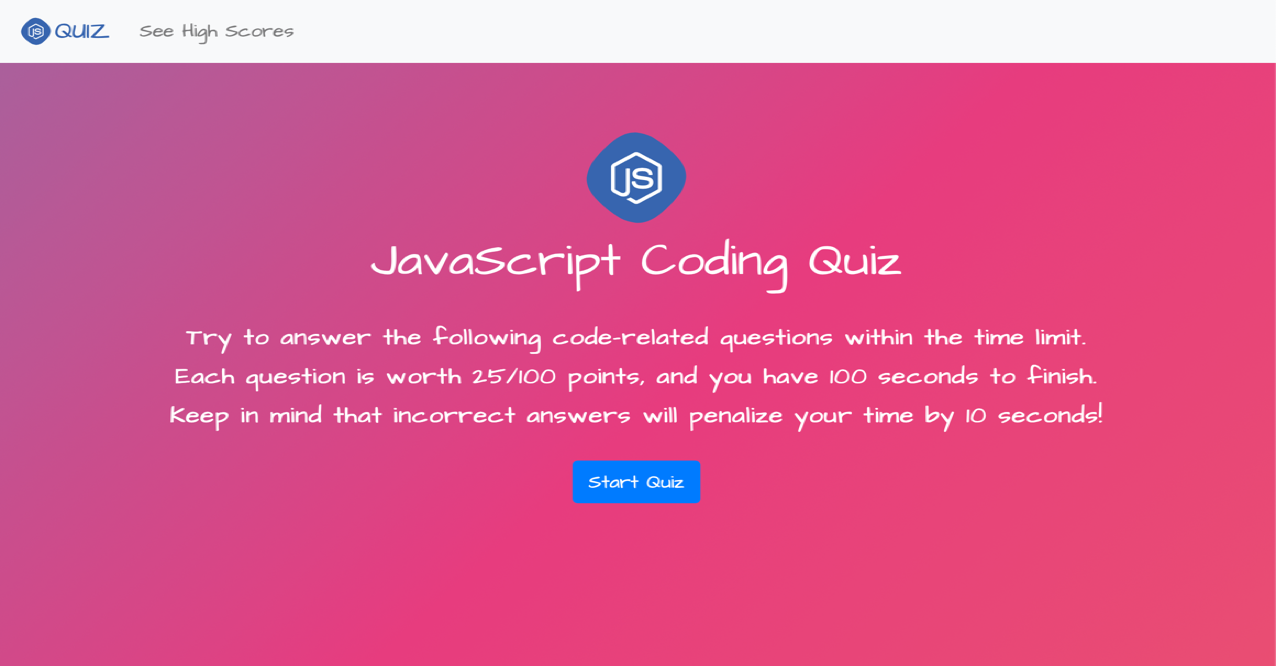 JS QUIZ See High Scores
JS
JavaScript Coding Quiz
Try to answer the following code-related questions within the time limit.
Each question is worth 25/100 points, and you have 100 seconds to finish.
Keep in mind that incorrect answers will penalize your time by 10 seconds!
Start Quiz